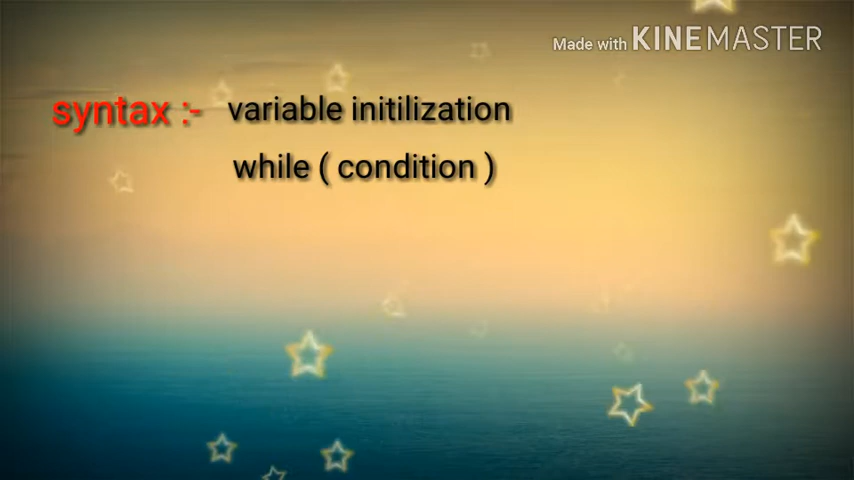 Made with KINEMASTER
syntax :- variable initilization
while ( condition )